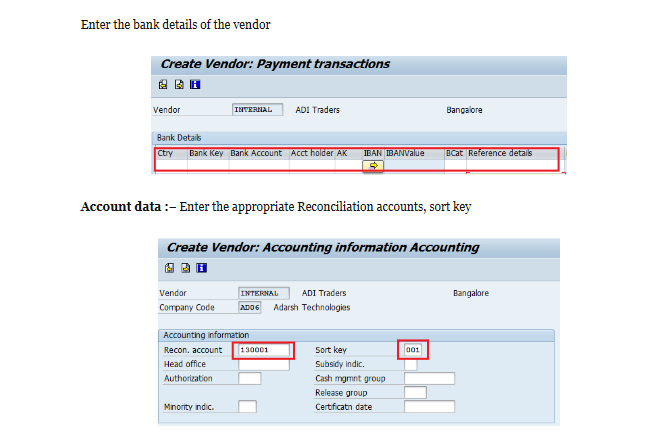 Enter the bank details of the vendor
Create Vendor: Payment transactions
Vendor INTERNAL ADI Traders Bangalore
Bank Details
Ctry Bank Key Bank Account Acct holder AK IBAN IBANValue BCat Reference details
Account data :– Enter the appropriate Reconciliation accounts, sort key
Create Vendor: Accounting information Accounting
Vendor INTERNAL ADI Traders Bangalore
Company Code AD06 Adarsh Technologies
Accounting information
Recon. account 130001 Sort key 001
Head office Subsidy indic.
Authorization Cash mgmnt group
Release group
Minority indic. Certificatn date